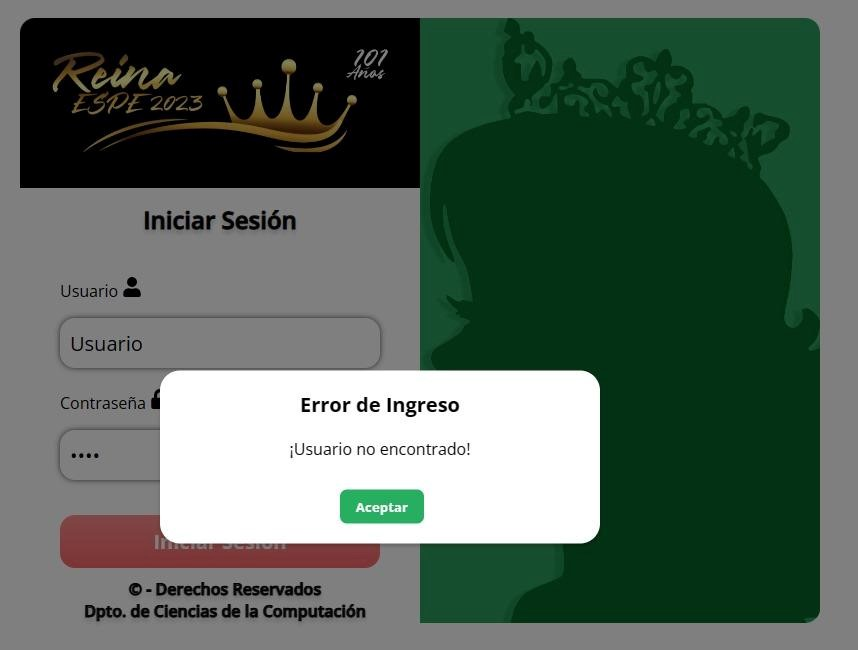 Reina
ESPE 2023
101
Años
Iniciar Sesión
Usuario
Usuario
Contraseña
••••
Error de Ingreso
¡Usuario no encontrado!
Aceptar
Iniciar Sesión
© - Derechos Reservados
Dpto. de Ciencias de la Computación